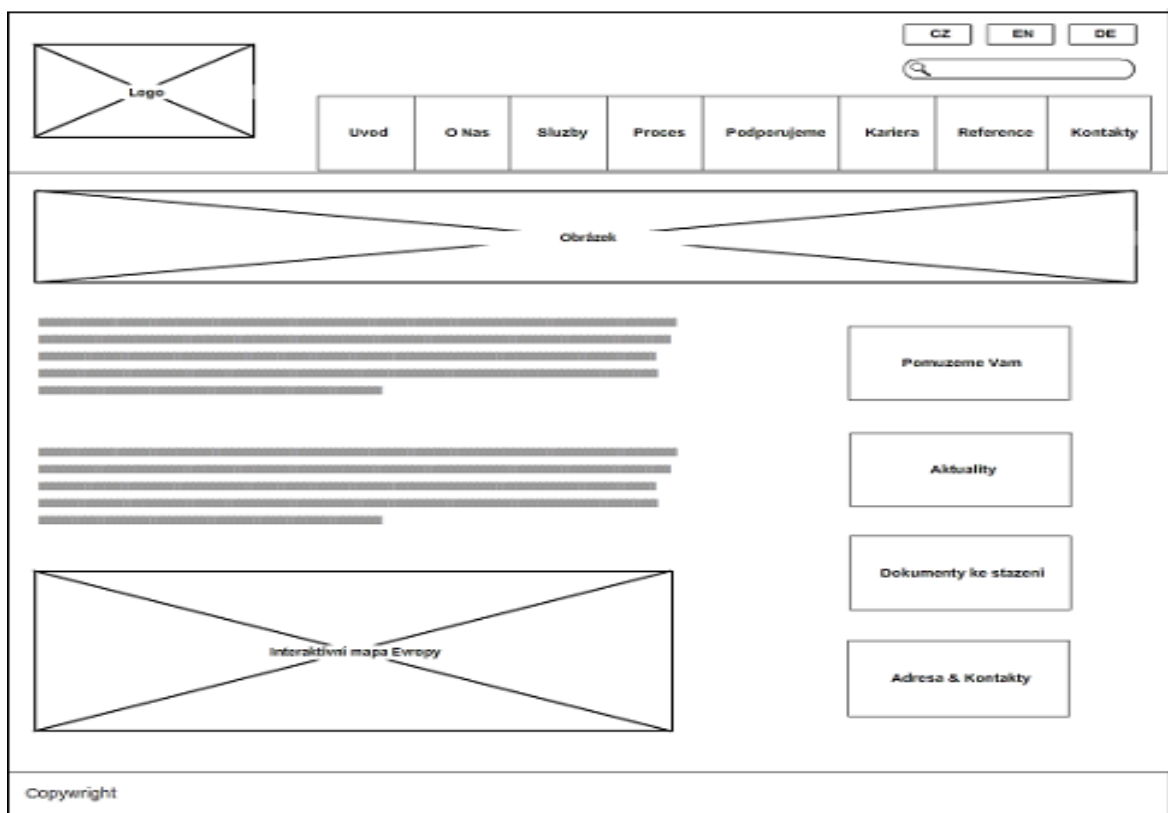 CZ EN DE
Logo
Uvod O Nas Sluzby Proces Podporujeme Kariera Reference Kontakty
Obrázek
Pomuzeme Vam
Aktuality
Dokumenty ke stazeni
Interaktivní mapa Evropy
Adresa & Kontakty
Copywright